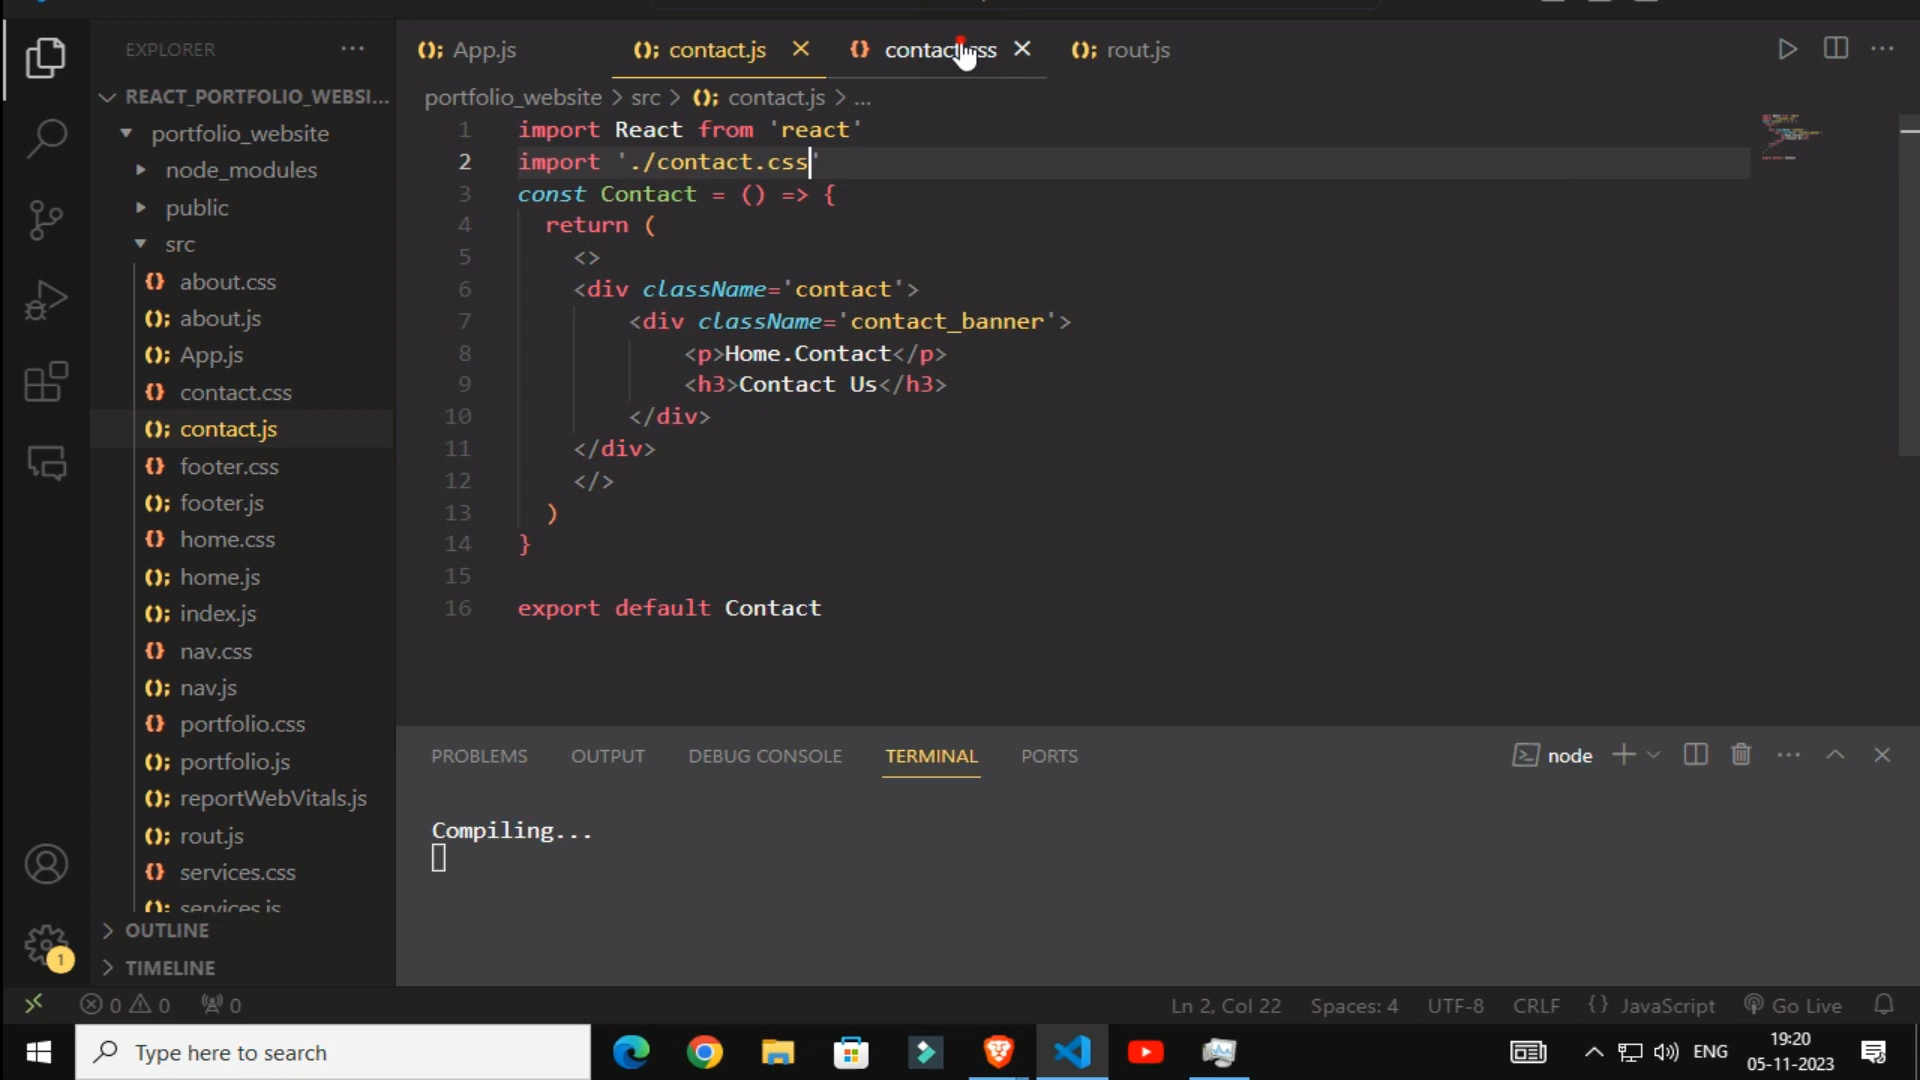 EXPLORER
App.js
contact.js
contact.css
rout.js
REACT_PORTFOLIO_WEBSI...
portfolio_website > src > contact.js > ...
portfolio_website
node_modules
public
src
about.css
about.js
App.js
contact.css
contact.js
footer.css
footer.js
home.css
home.js
index.js
nav.css
nav.js
portfolio.css
portfolio.js
reportWebVitals.js
rout.js
services.css
services.js
OUTLINE
TIMELINE
1 import React from 'react'
2 import './contact.css'
3 const Contact = () => {
4 return (
5 <>
6 <div className='contact'>
7 <div className='contact_banner'>
8 <p>Home.Contact</p>
9 <h3>Contact Us</h3>
10 </div>
11 </div>
12 </>
13 )
14 }
15
16 export default Contact
PROBLEMS OUTPUT DEBUG CONSOLE TERMINAL PORTS
node
Compiling...
1
0 0 0
Ln 2, Col 22 Spaces: 4 UTF-8 CRLF {} JavaScript Go Live
Type here to search
ENG
19:20
05-11-2023